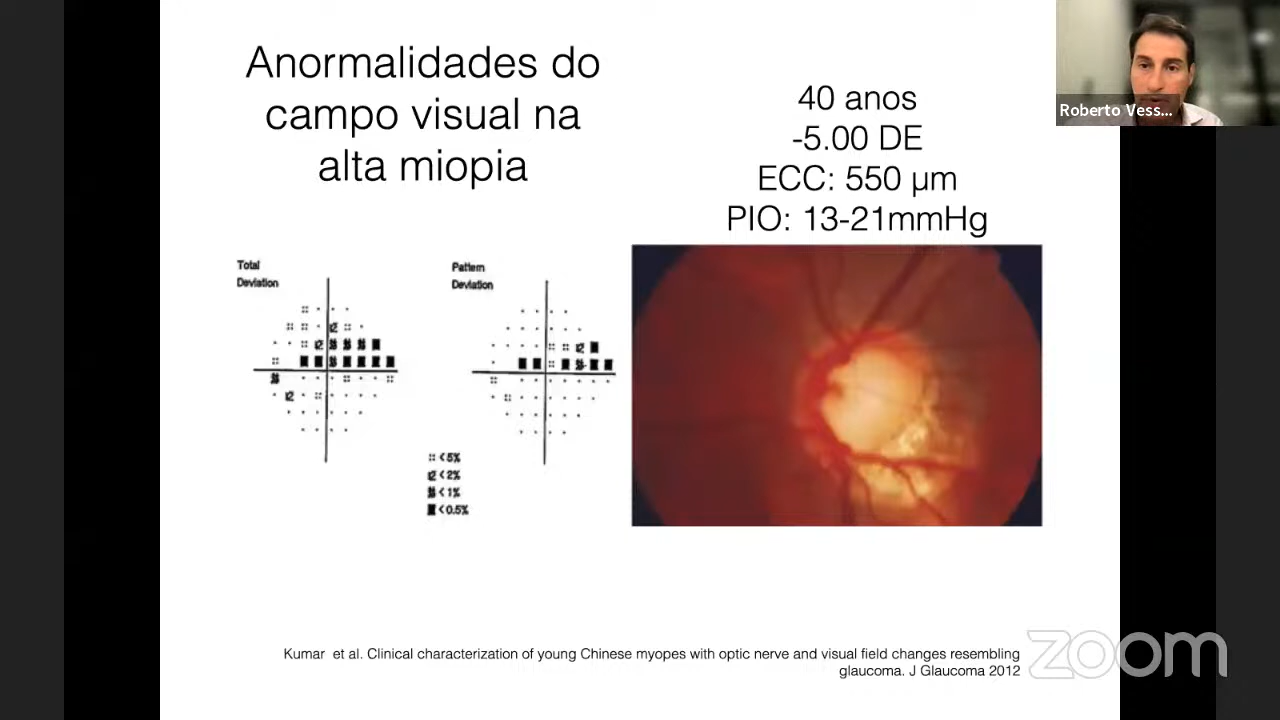 Anormalidades do
campo visual na
alta miopia
40 anos
-5.00 DE
ECC: 550 µm
PIO: 13-21mmHg
Roberto Vess...
Total
Deviation
Pattern
Deviation
< 5%
< 2%
< 1%
< 0.5%
Kumar et al. Clinical characterization of young Chinese myopes with optic nerve and visual field changes resembling
glaucoma. J Glaucoma 2012
zoom